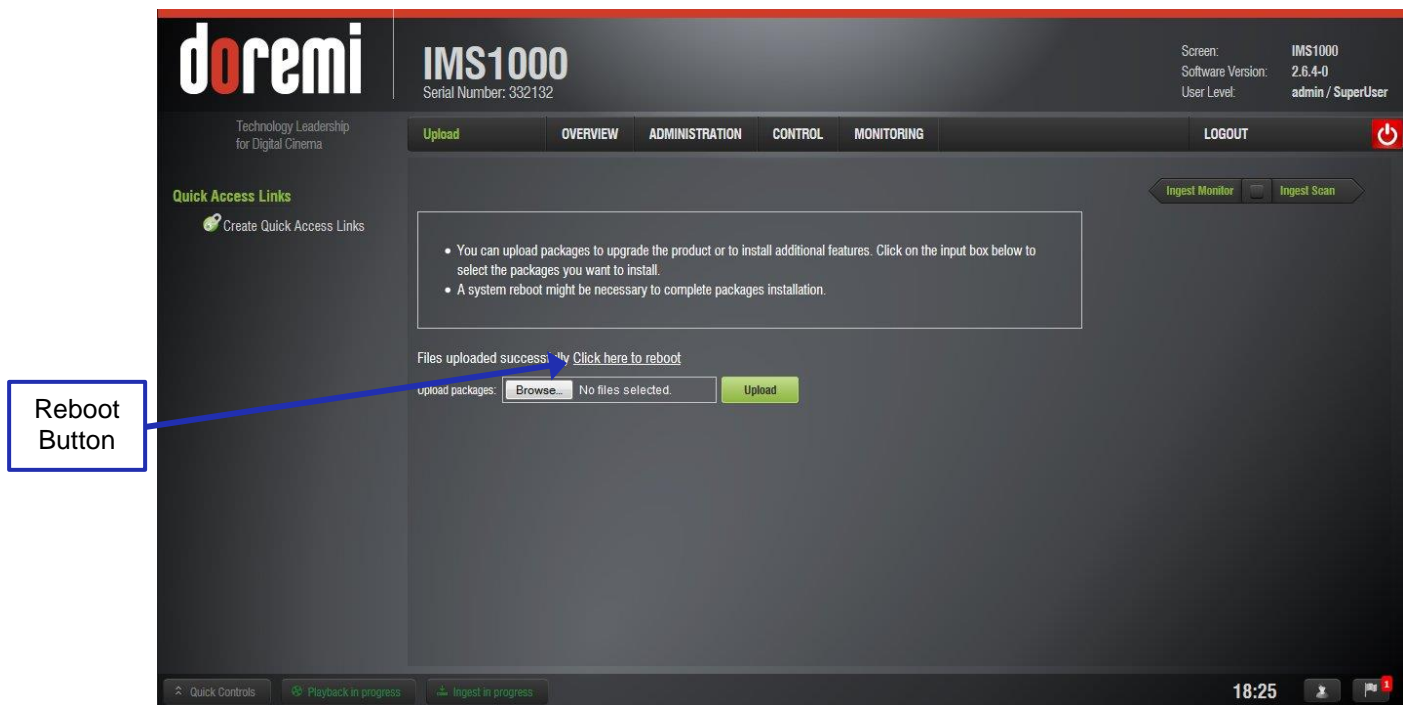 doremi
Technology Leadership
for Digital Cinema
IMS1000
Serial Number: 332132
Screen: IMS1000
Software Version: 2.6.4-0
User Level: admin / SuperUser
Upload OVERVIEW ADMINISTRATION CONTROL MONITORING LOGOUT
Quick Access Links
Create Quick Access Links
Ingest Monitor Ingest Scan
• You can upload packages to upgrade the product or to install additional features. Click on the input box below to
select the packages you want to install.
• A system reboot might be necessary to complete packages installation.
Files uploaded successfully Click here to reboot
Upload packages: Browse... No files selected. Upload
Reboot
Button
Quick Controls Playback in progress Ingest in progress 18:25 1